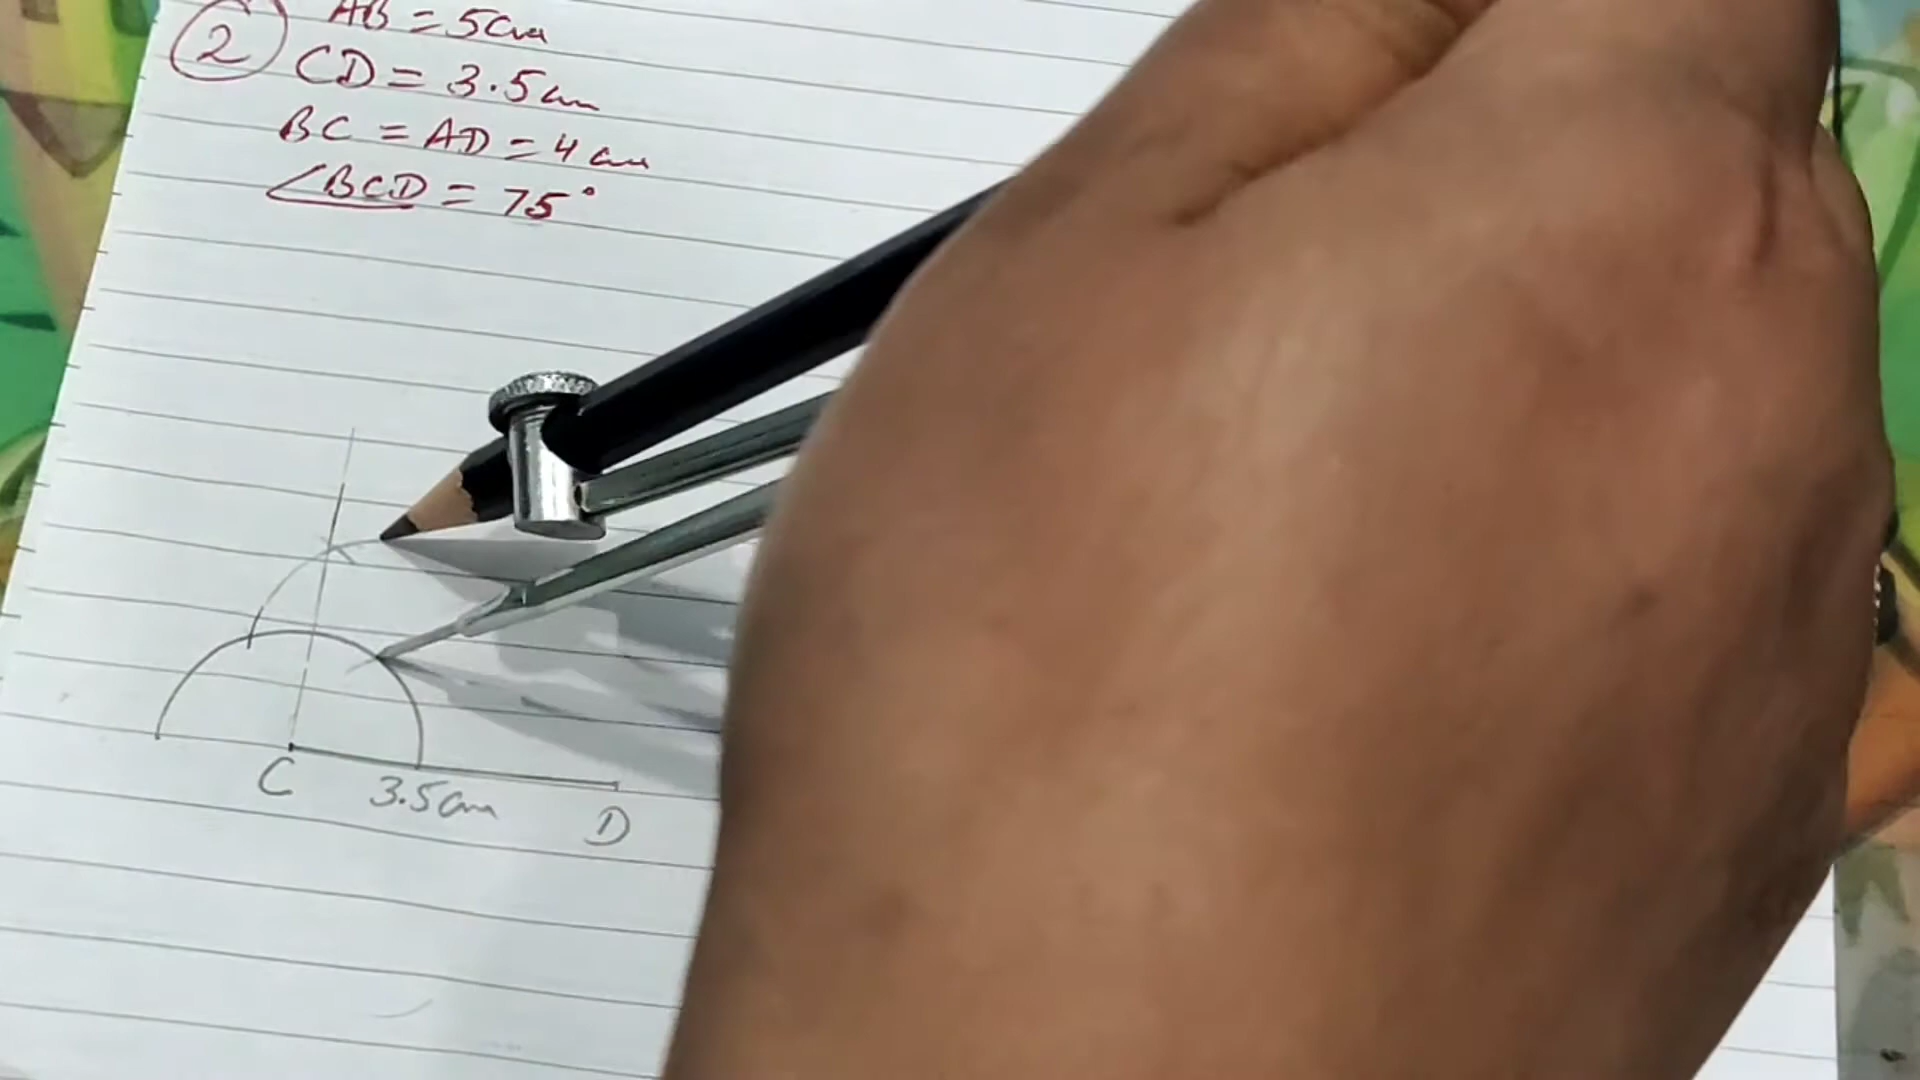 ② AB = 5cm
CD = 3.5cm
BC = AD = 4cm
∠BCD = 75°
C 3.5cm D